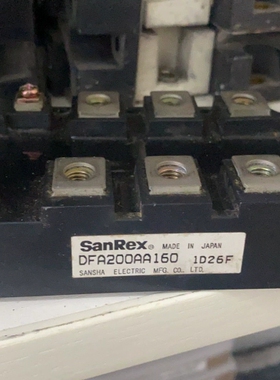 SanRex® MADE IN JAPAN
DFA200AA160 1D26F
SANSHA ELECTRIC MFG. CO., LTD.